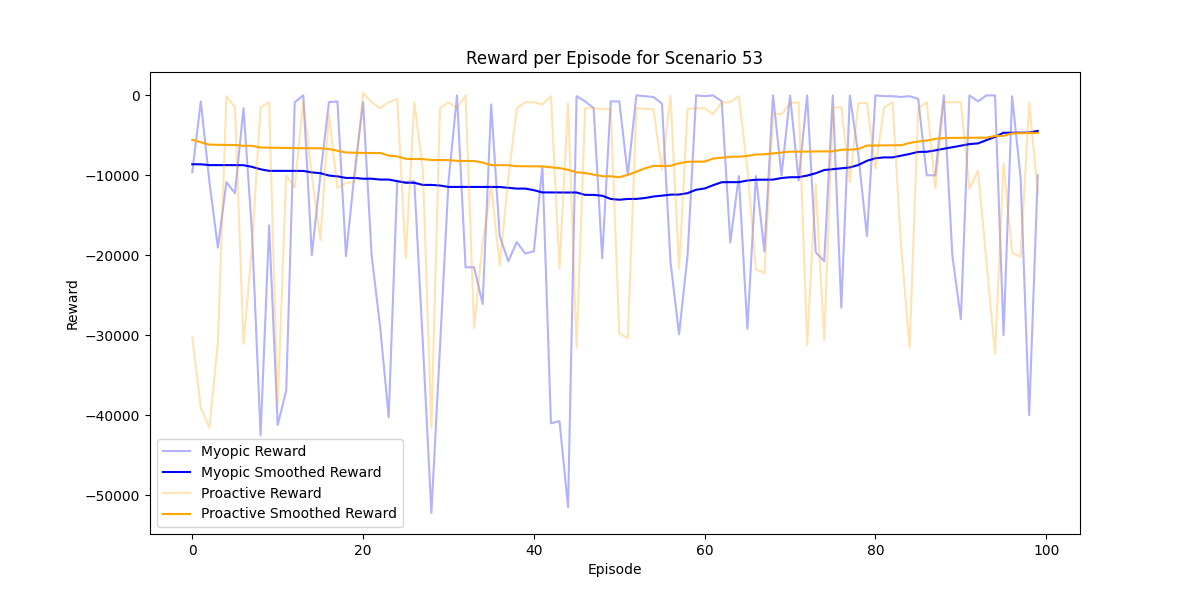 Reward per Episode for Scenario 53
Reward
0
−10000
−20000
−30000
−40000
−50000
Myopic Reward
Myopic Smoothed Reward
Proactive Reward
Proactive Smoothed Reward
0 20 40 60 80 100
Episode